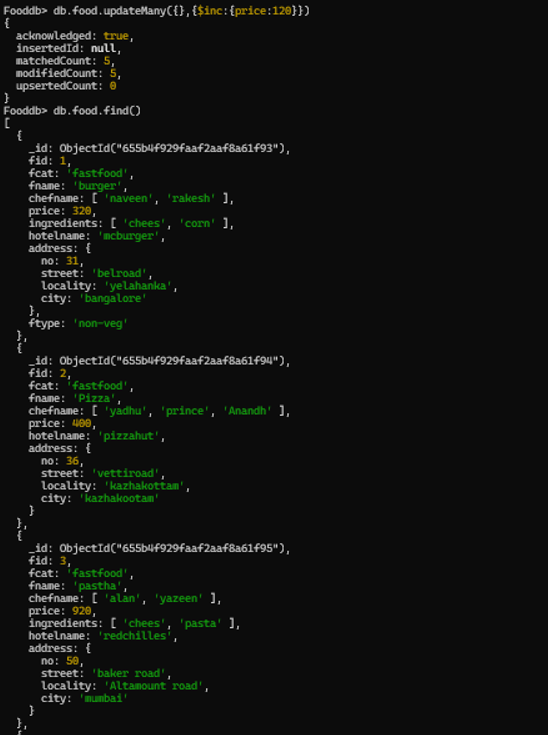 Fooddb> db.food.updateMany({},{$inc:{price:120}})
{
  acknowledged: true,
  insertedId: null,
  matchedCount: 5,
  modifiedCount: 5,
  upsertedCount: 0
}
Fooddb> db.food.find()
[
  {
    _id: ObjectId("655b4f929faaf2aaf8a61f93"),
    fid: 1,
    fcat: 'fastfood',
    fname: 'burger',
    chefname: [ 'naveen', 'rakesh' ],
    price: 320,
    ingredients: [ 'chees', 'corn' ],
    hotelname: 'mcburger',
    address: {
      no: 31,
      street: 'belroad',
      locality: 'yelahanka',
      city: 'bangalore'
    },
    ftype: 'non-veg'
  },
  {
    _id: ObjectId("655b4f929faaf2aaf8a61f94"),
    fid: 2,
    fcat: 'fastfood',
    fname: 'Pizza',
    chefname: [ 'yadhu', 'prince', 'Anandh' ],
    price: 400,
    hotelname: 'pizzahut',
    address: {
      no: 36,
      street: 'vettiroad',
      locality: 'kazhakottam',
      city: 'kazhakootam'
    }
  },
  {
    _id: ObjectId("655b4f929faaf2aaf8a61f95"),
    fid: 3,
    fcat: 'fastfood',
    fname: 'pastha',
    chefname: [ 'alan', 'yazeen' ],
    price: 920,
    ingredients: [ 'chees', 'pasta' ],
    hotelname: 'redchilles',
    address: {
      no: 50,
      street: 'baker road',
      locality: 'Altamount road',
      city: 'mumbai'
    }
  },
  {